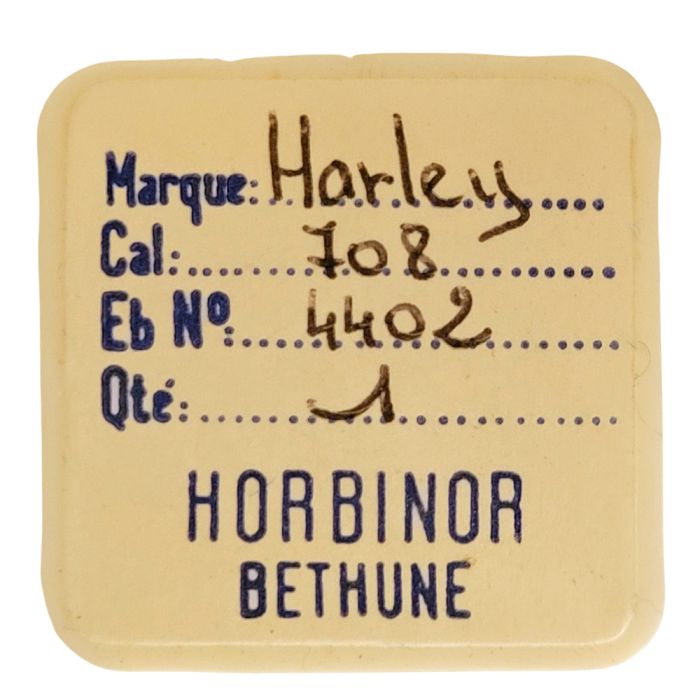 Marque: Harley
Cal: 708
Eb Nº: 4402
Qté: 1
HORBINOR
BETHUNE